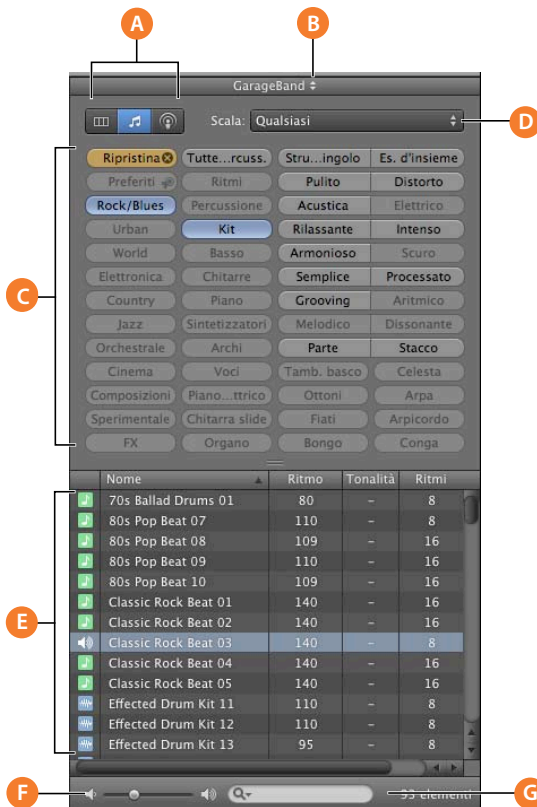 A
B
GarageBand
Scala: Qualsiasi
D
C
Ripristina Tutte...rcuss. Stru...ingolo Es. d'insieme
Preferiti Ritmi Pulito Distorto
Rock/Blues Percussione Acustica Elettrico
Urban Kit Rilassante Intenso
World Basso Armonioso Scuro
Elettronica Chitarre Semplice Processato
Country Piano Grooving Aritmico
Jazz Sintetizzatori Melodico Dissonante
Orchestrale Archi Parte Stacco
Cinema Voci Tamb. basco Celesta
Composizioni Piano...ttrico Ottoni Arpa
Sperimentale Chitarra slide Fiati Arpicordo
FX Organo Bongo Conga
Nome Ritmo Tonalità Ritmi
E
70s Ballad Drums 01 80 – 8
80s Pop Beat 07 110 – 8
80s Pop Beat 08 109 – 16
80s Pop Beat 09 110 – 16
80s Pop Beat 10 109 – 16
Classic Rock Beat 01 140 – 16
Classic Rock Beat 02 140 – 16
Classic Rock Beat 03 140 – 8
Classic Rock Beat 04 140 – 16
Classic Rock Beat 05 140 – 16
Effected Drum Kit 11 110 – 8
Effected Drum Kit 12 110 – 8
Effected Drum Kit 13 95 – 8
F
93 elementi
G